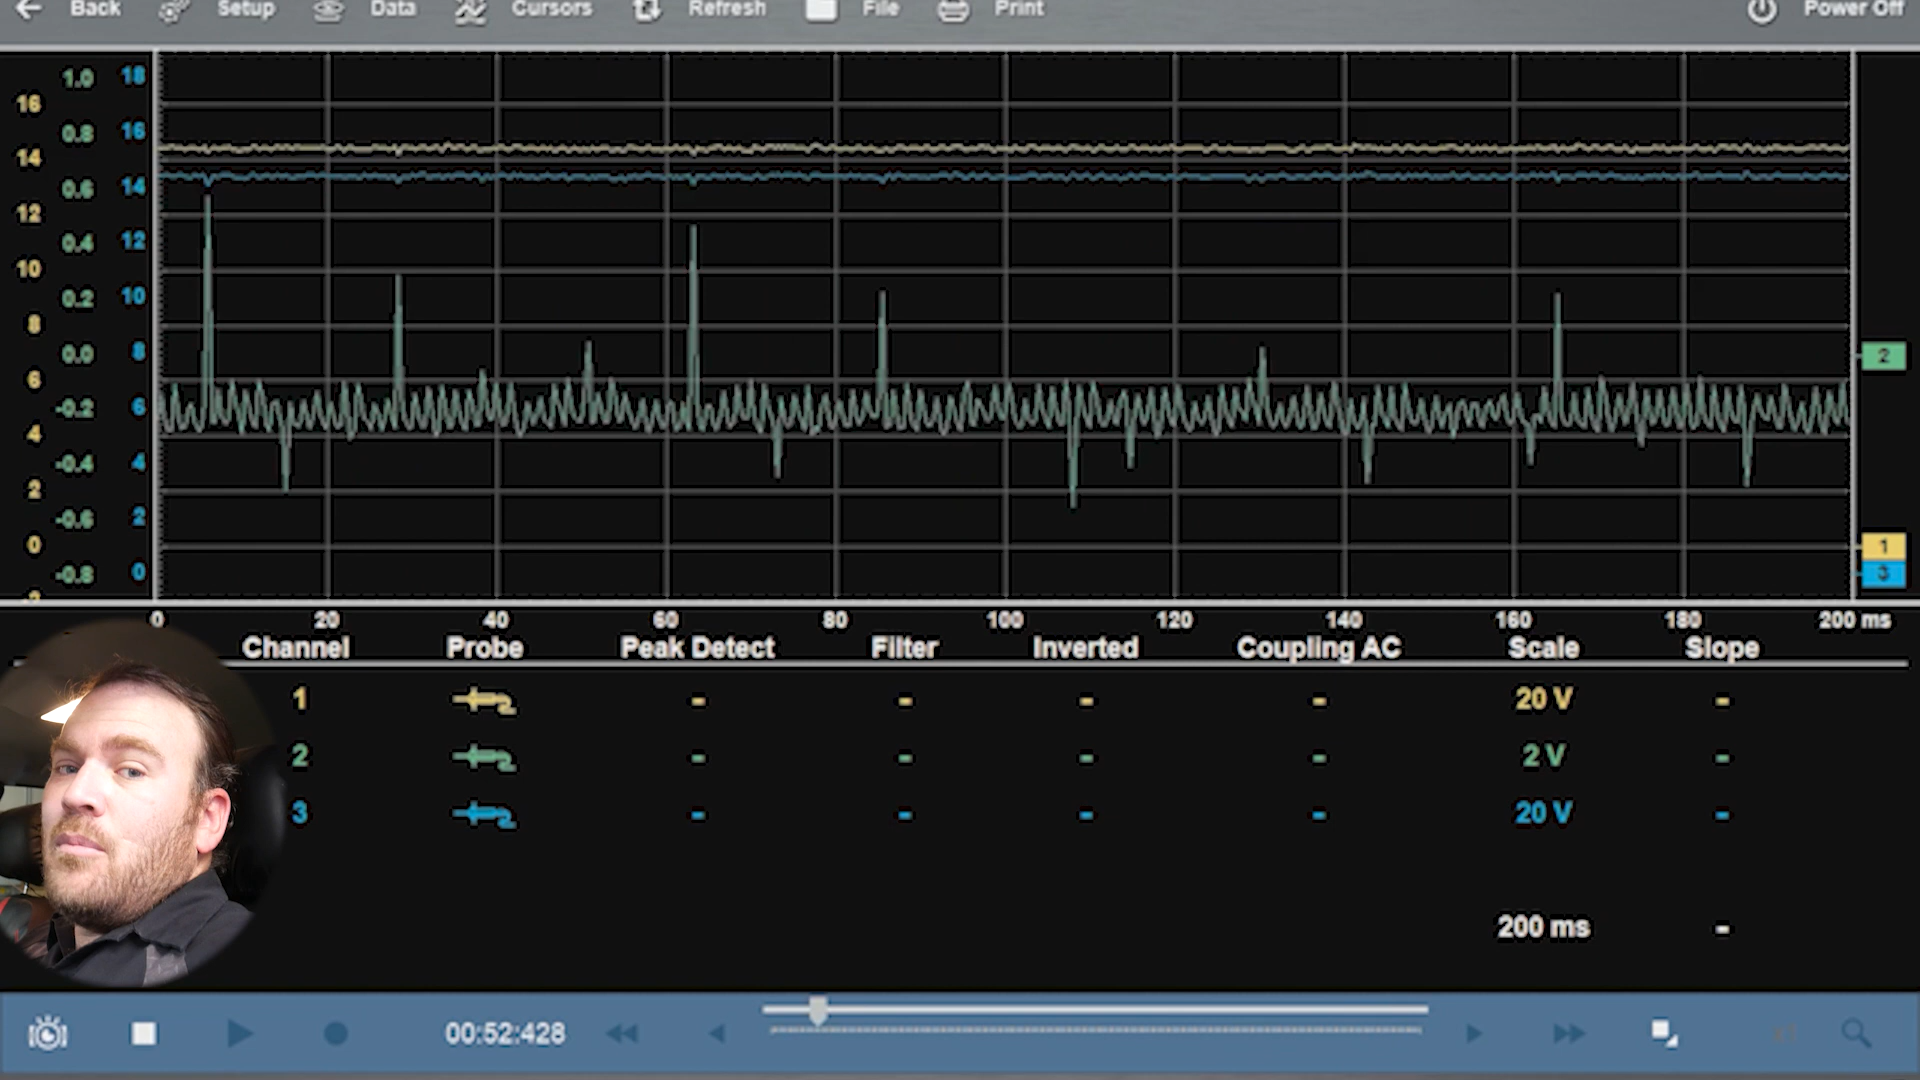 Back Setup Data Cursors Refresh File Print Power Off
1.0 18
16
0.8 16
14
0.6 14
12
0.4 12
10
0.2 10
8
0.0 8 2
6
-0.2 6
4
-0.4 4
2
-0.6 2
0 1
-0.8 0 3
0 20 40 60 80 100 120 140 160 180 200 ms
Channel Probe Peak Detect Filter Inverted Coupling AC Scale Slope
1 - - - - 20 V -
2 - - - - 2 V -
3 - - - - 20 V -
200 ms -
00:52:428